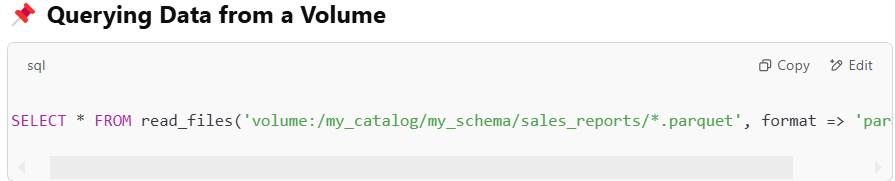 📌 Querying Data from a Volume
sql
Copy
Edit
SELECT * FROM read_files('volume:/my_catalog/my_schema/sales_reports/*.parquet', format => 'par